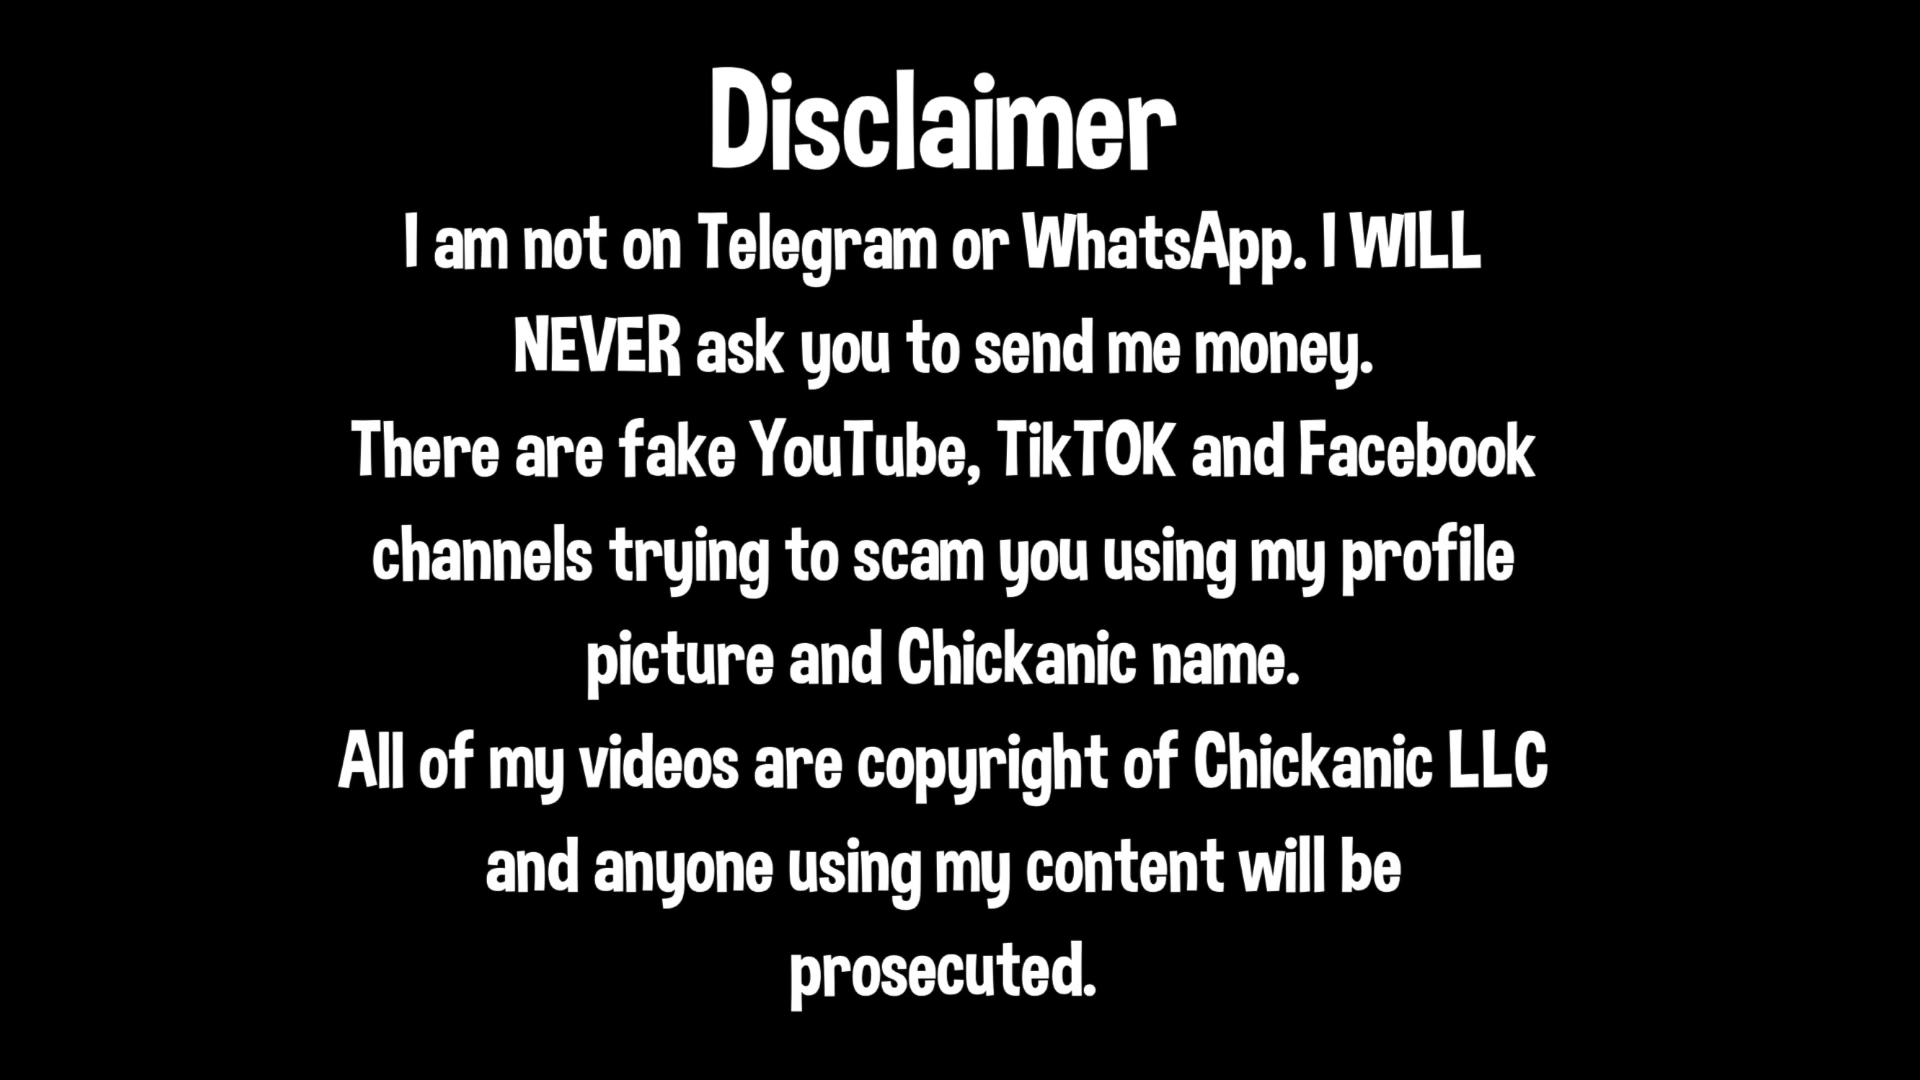 Disclaimer
I am not on Telegram or WhatsApp. I WILL
NEVER ask you to send me money.
There are fake YouTube, TikTOK and Facebook
channels trying to scam you using my profile
picture and Chickanic name.
All of my videos are copyright of Chickanic LLC
and anyone using my content will be
prosecuted.